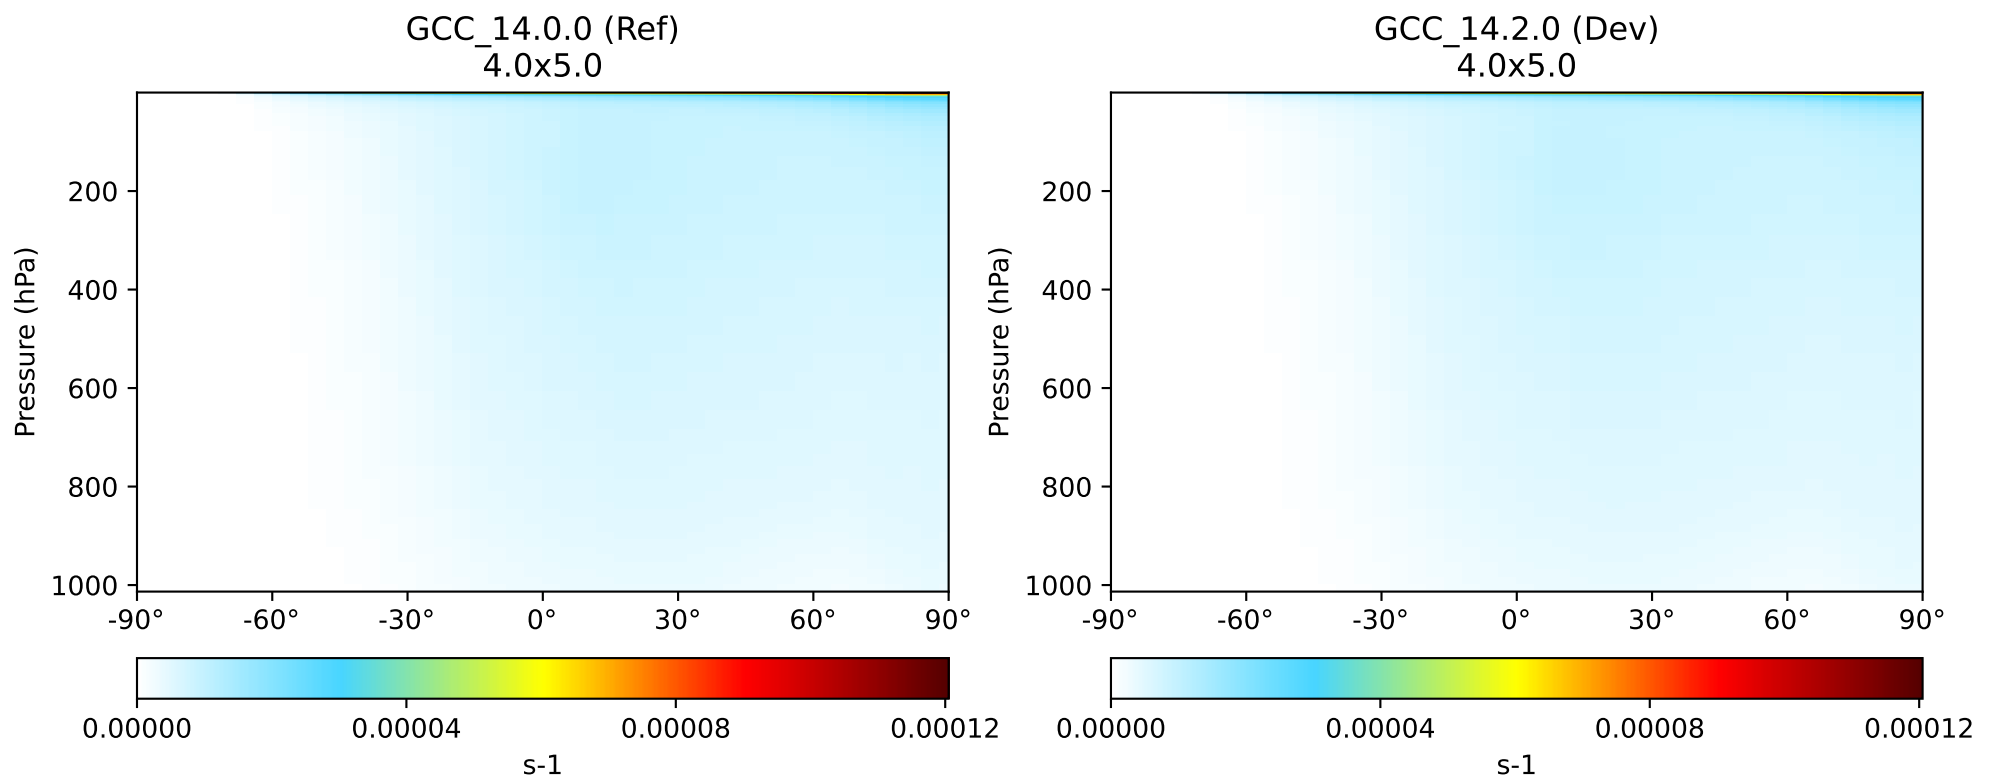 GCC_14.0.0 (Ref)
4.0x5.0
Pressure (hPa)
200
400
600
800
1000
-90° -60° -30° 0° 30° 60° 90°
0.00000 0.00004 0.00008 0.00012
s-1
GCC_14.2.0 (Dev)
4.0x5.0
Pressure (hPa)
200
400
600
800
1000
-90° -60° -30° 0° 30° 60° 90°
0.00000 0.00004 0.00008 0.00012
s-1